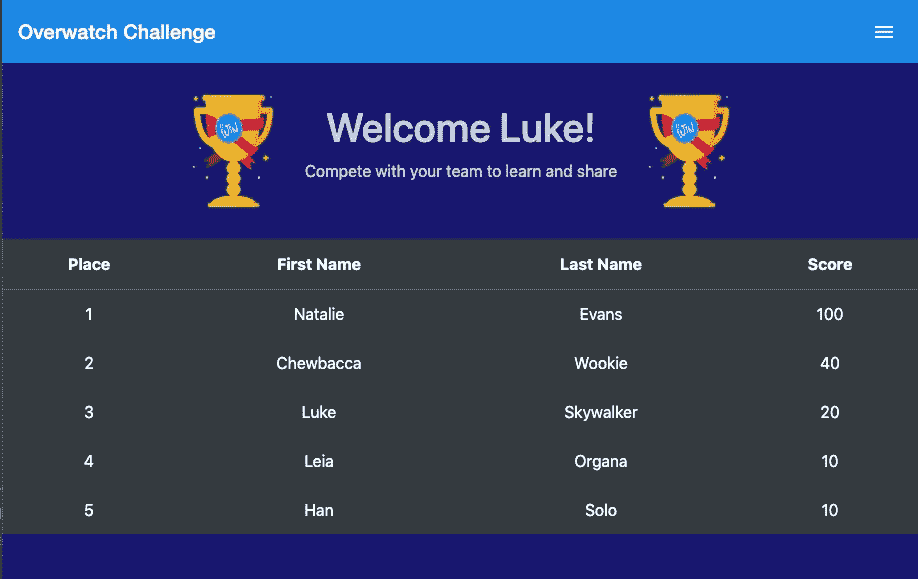 Overwatch Challenge
Welcome Luke!
Compete with your team to learn and share
WIN
WIN
Place First Name Last Name Score
1 Natalie Evans 100
2 Chewbacca Wookie 40
3 Luke Skywalker 20
4 Leia Organa 10
5 Han Solo 10